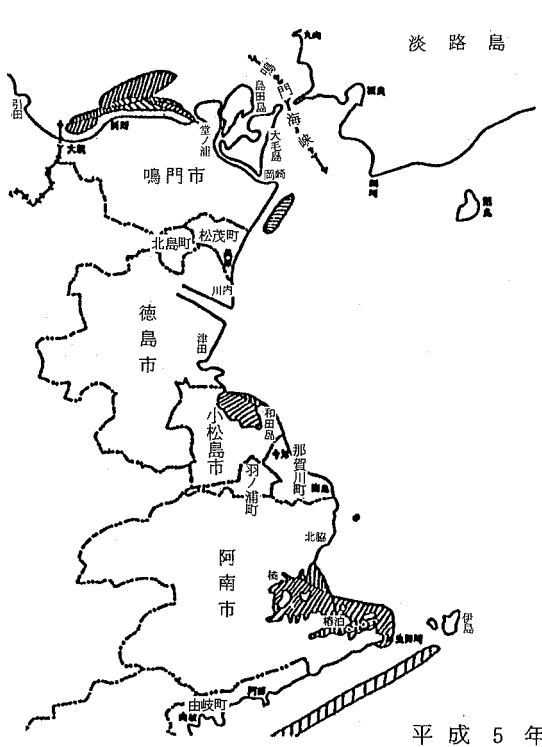 淡路島
鳴門海峡
丸山
引田
島田島
堂ノ浦
大毛島
岡崎
鳴門市
松茂町
北島町
川内
徳島市
津田
和田島
小松島市
那賀川町
羽ノ浦町
北脇
阿南市
橘
椿泊
伊島
由岐町
平成5年